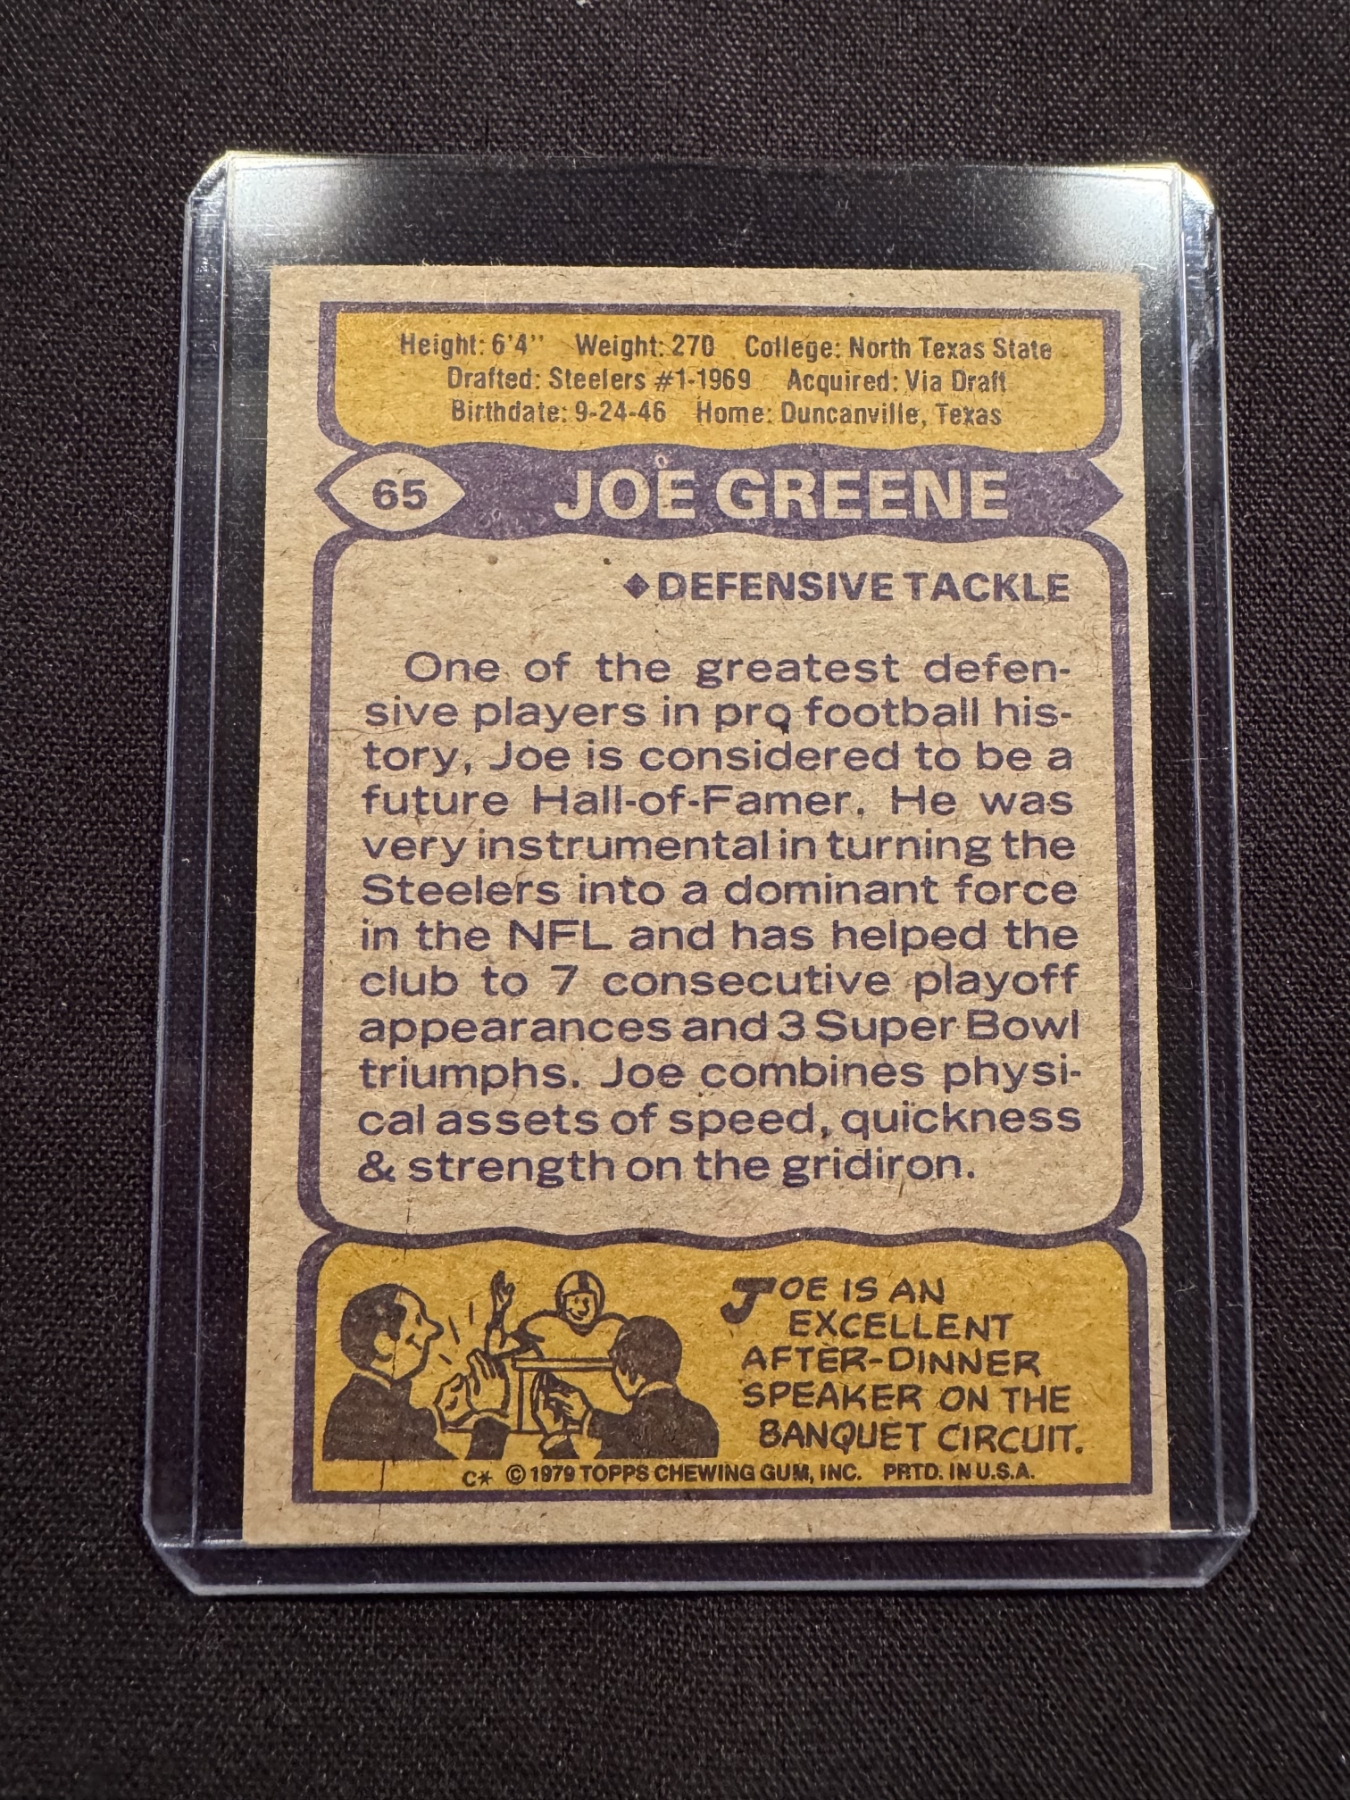 Height: 6'4" Weight: 270 College: North Texas State
Drafted: Steelers #1-1969 Acquired: Via Draft
Birthdate: 9-24-46 Home: Duncanville, Texas
65 JOE GREENE
◆DEFENSIVE TACKLE
One of the greatest defen-
sive players in pro football his-
tory, Joe is considered to be a
future Hall-of-Famer. He was
very instrumental in turning the
Steelers into a dominant force
in the NFL and has helped the
club to 7 consecutive playoff
appearances and 3 Super Bowl
triumphs. Joe combines physi-
cal assets of speed, quickness
& strength on the gridiron.
JOE IS AN
EXCELLENT
AFTER-DINNER
SPEAKER ON THE
BANQUET CIRCUIT.
C* © 1979 TOPPS CHEWING GUM, INC. PRTD. IN U.S.A.